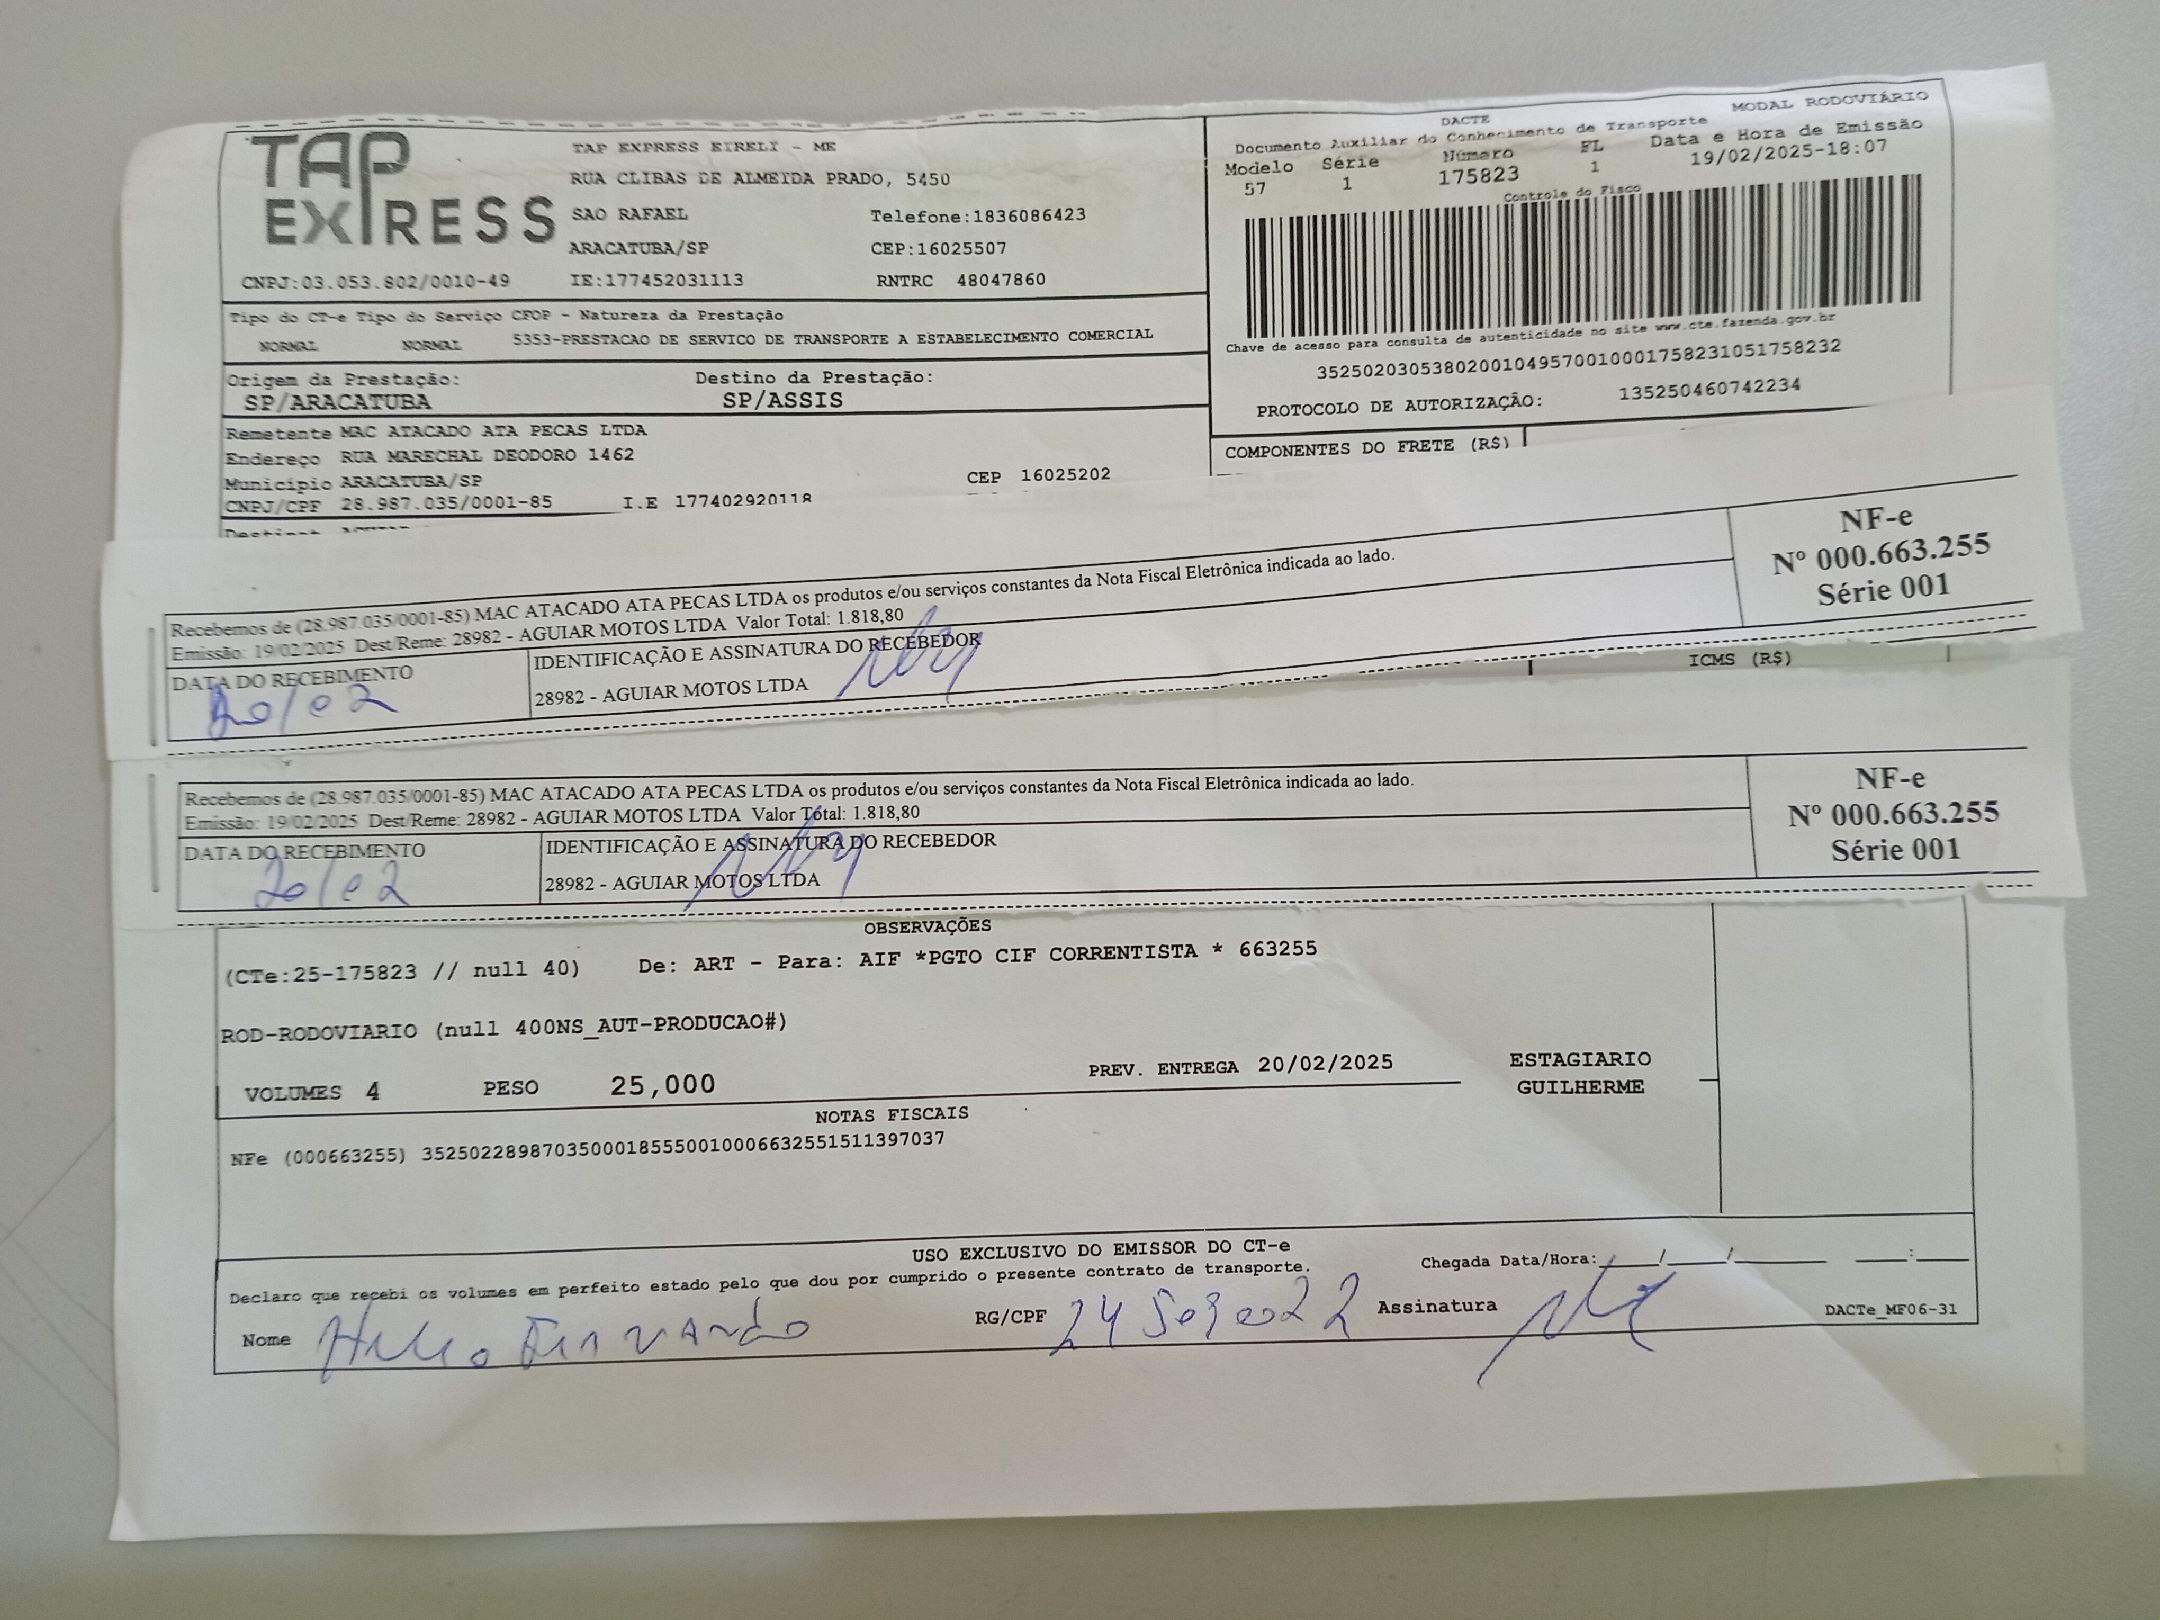 TAP
EXPRESS
TAP EXPRESS EIRELI - ME
RUA CLIBAS DE ALMEIDA PRADO, 5450
SAO RAFAEL Telefone:1836086423
ARACATUBA/SP CEP:16025507
CNPJ:03.053.802/0010-49 IE:177452031113 RNTRC 48047860
MODAL RODOVIÁRIO
DACTE
Documento Auxiliar do Conhecimento de Transporte
Modelo Série Número FL Data e Hora de Emissão
57 1 175823 1 19/02/2025-18:07
Controle do Fisco
Chave de acesso para consulta de autenticidade no site www.cte.fazenda.gov.br
35250203053802001049570010001758231051758232
PROTOCOLO DE AUTORIZAÇÃO: 135250460742234
Tipo do CT-e Tipo do Serviço CFOP - Natureza da Prestação
NORMAL NORMAL 5353-PRESTACAO DE SERVICO DE TRANSPORTE A ESTABELECIMENTO COMERCIAL
Origem da Prestação: Destino da Prestação:
SP/ARACATUBA SP/ASSIS
Remetente MAC ATACADO ATA PECAS LTDA
Endereço RUA MARECHAL DEODORO 1462
Município ARACATUBA/SP CEP 16025202
CNPJ/CPF 28.987.035/0001-85 I.E 177402920118
COMPONENTES DO FRETE (R$)
Recebemos de (28.987.035/0001-85) MAC ATACADO ATA PECAS LTDA os produtos e/ou serviços constantes da Nota Fiscal Eletrônica indicada ao lado.
Emissão: 19/02/2025 Dest/Reme: 28982 - AGUIAR MOTOS LTDA Valor Total: 1.818,80
DATA DO RECEBIMENTO IDENTIFICAÇÃO E ASSINATURA DO RECEBEDOR
20/02 28982 - AGUIAR MOTOS LTDA
NF-e
Nº 000.663.255
Série 001
ICMS (R$)
Recebemos de (28.987.035/0001-85) MAC ATACADO ATA PECAS LTDA os produtos e/ou serviços constantes da Nota Fiscal Eletrônica indicada ao lado.
Emissão: 19/02/2025 Dest/Reme: 28982 - AGUIAR MOTOS LTDA Valor Total: 1.818,80
DATA DO RECEBIMENTO IDENTIFICAÇÃO E ASSINATURA DO RECEBEDOR
20/02 28982 - AGUIAR MOTOS LTDA
NF-e
Nº 000.663.255
Série 001
OBSERVAÇÕES
(CTe:25-175823 // null 40) De: ART - Para: AIF *PGTO CIF CORRENTISTA * 663255
ROD-RODOVIARIO (null 400NS_AUT-PRODUCAO#)
VOLUMES 4 PESO 25,000 PREV. ENTREGA 20/02/2025
ESTAGIARIO
GUILHERME
NOTAS FISCAIS
NFe (000663255) 35250228987035000185550010006632551511397037
USO EXCLUSIVO DO EMISSOR DO CT-e
Declaro que recebi os volumes em perfeito estado pelo que dou por cumprido o presente contrato de transporte.
Chegada Data/Hora: / / :
Nome RG/CPF Assinatura DACTe_MF06-31